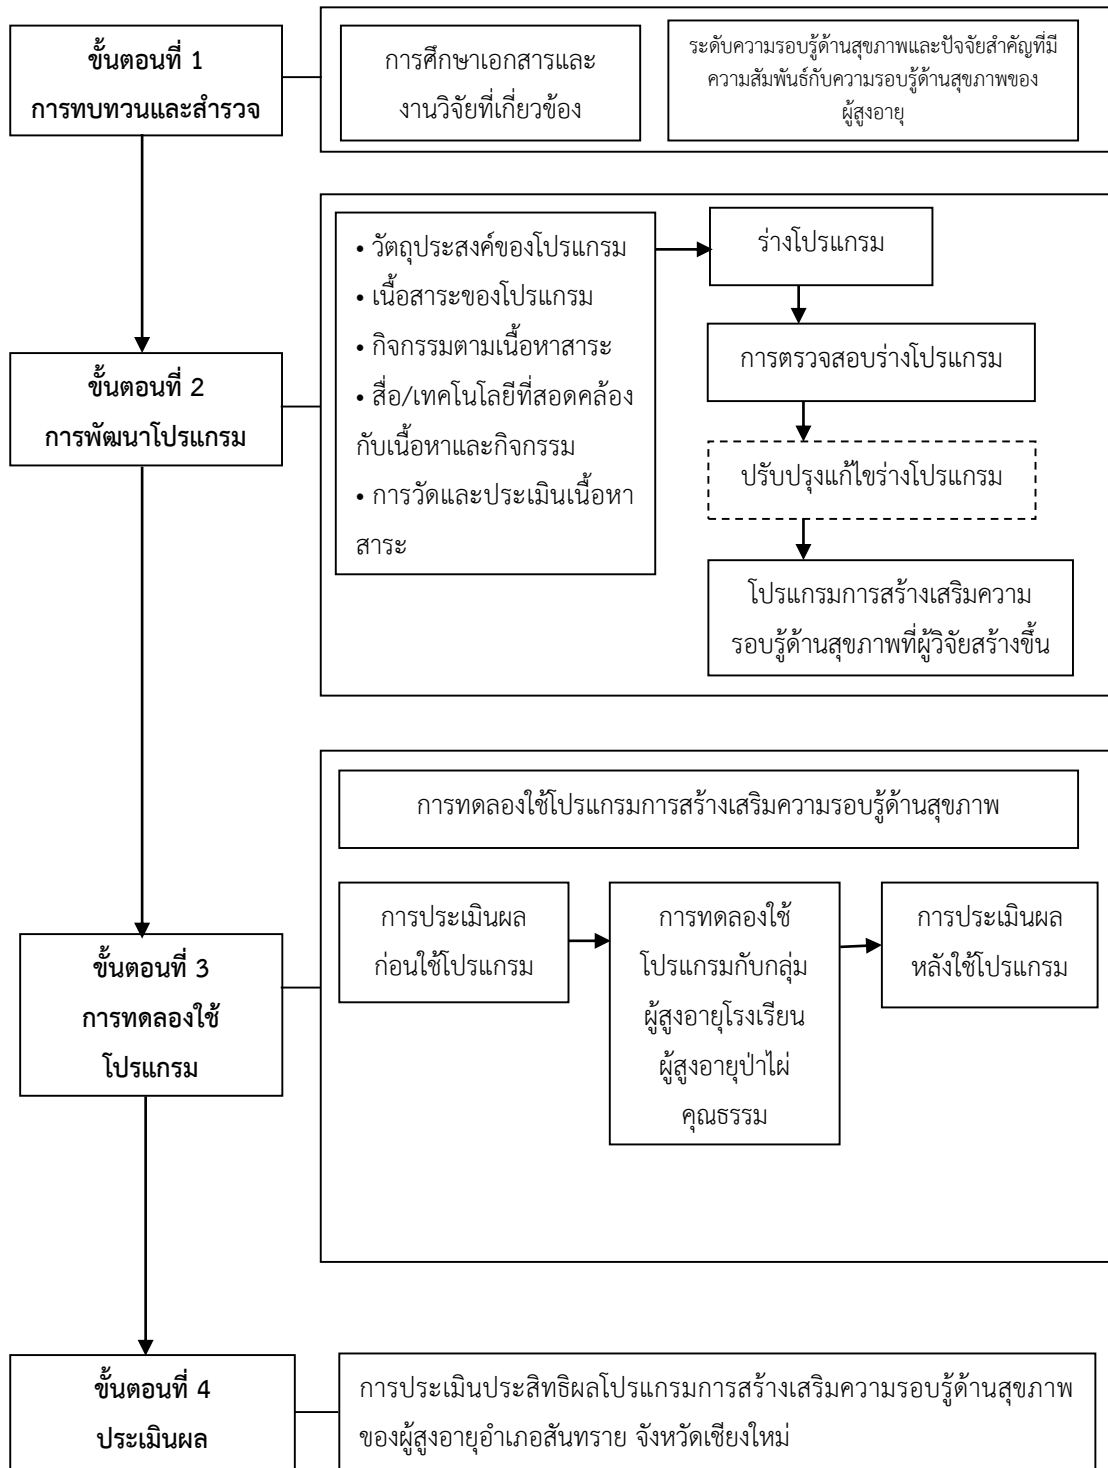 ขั้นตอนที่ 1
การทบทวนและสำรวจ
การศึกษาเอกสารและ
งานวิจัยที่เกี่ยวข้อง
ระดับความรอบรู้ด้านสุขภาพและปัจจัยสำคัญที่มี
ความสัมพันธ์กับความรอบรู้ด้านสุขภาพของ
ผู้สูงอายุ
ขั้นตอนที่ 2
การพัฒนาโปรแกรม
• วัตถุประสงค์ของโปรแกรม
• เนื้อสาระของโปรแกรม
• กิจกรรมตามเนื้อหาสาระ
• สื่อ/เทคโนโลยีที่สอดคล้อง
กับเนื้อหาและกิจกรรม
• การวัดและประเมินเนื้อหา
สาระ
ร่างโปรแกรม
การตรวจสอบร่างโปรแกรม
ปรับปรุงแก้ไขร่างโปรแกรม
โปรแกรมการสร้างเสริมความ
รอบรู้ด้านสุขภาพที่ผู้วิจัยสร้างขึ้น
ขั้นตอนที่ 3
การทดลองใช้
โปรแกรม
การทดลองใช้โปรแกรมการสร้างเสริมความรอบรู้ด้านสุขภาพ
การประเมินผล
ก่อนใช้โปรแกรม
การทดลองใช้
โปรแกรมกับกลุ่ม
ผู้สูงอายุโรงเรียน
ผู้สูงอายุป่าไผ่
คุณธรรม
การประเมินผล
หลังใช้โปรแกรม
ขั้นตอนที่ 4
ประเมินผล
การประเมินประสิทธิผลโปรแกรมการสร้างเสริมความรอบรู้ด้านสุขภาพ
ของผู้สูงอายุอำเภอสันทราย จังหวัดเชียงใหม่